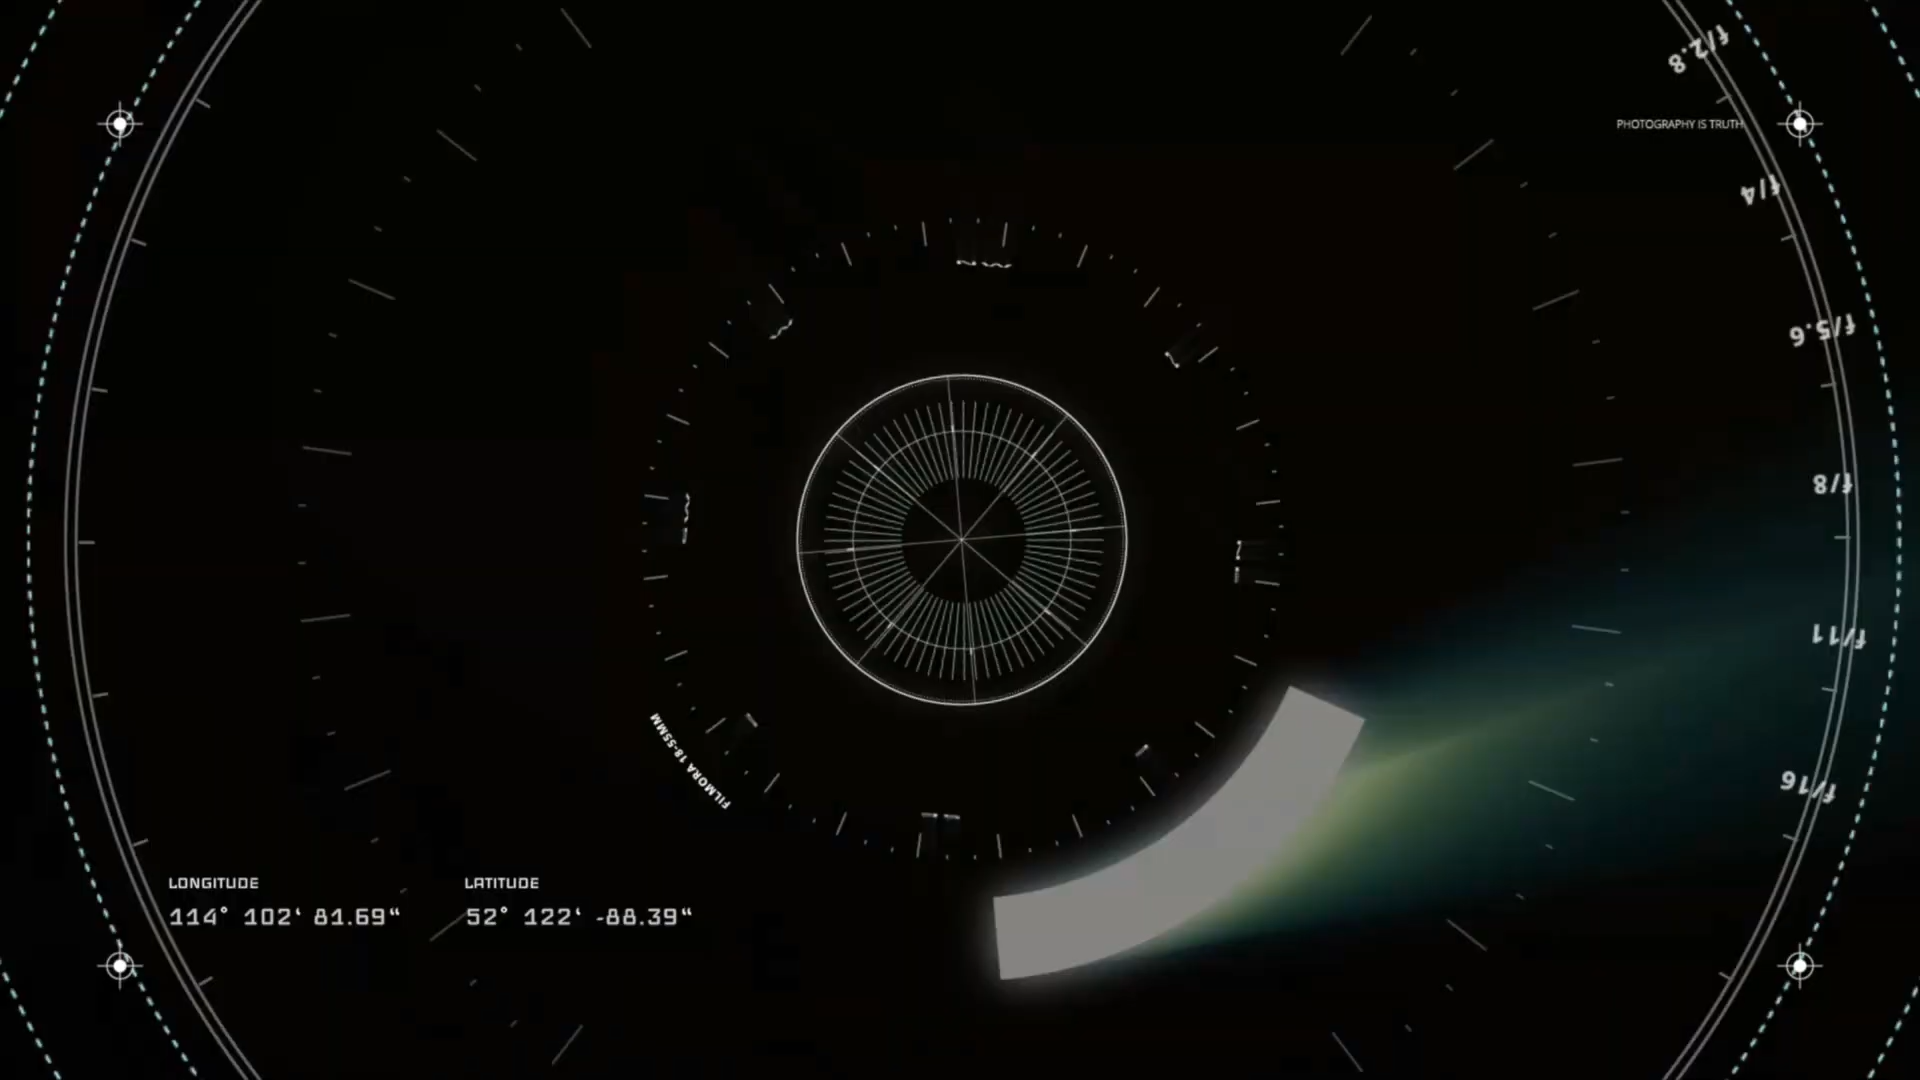 f/2.8
PHOTOGRAPHY IS TRUTH
f/4
f/5.6
f/8
f/11
f/16
FILMORA 18-55MM
LONGITUDE
114° 102‘ 81.69“
LATITUDE
52° 122‘ -88.39“